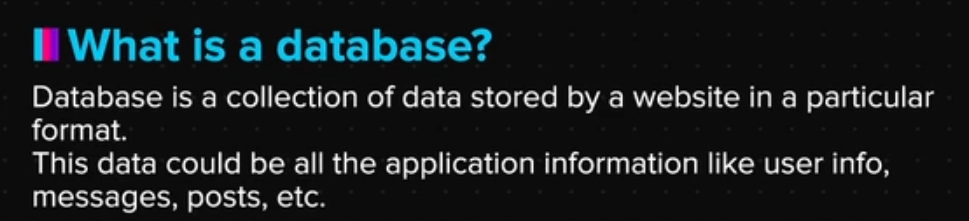 What is a database?
Database is a collection of data stored by a website in a particular
format.
This data could be all the application information like user info,
messages, posts, etc.